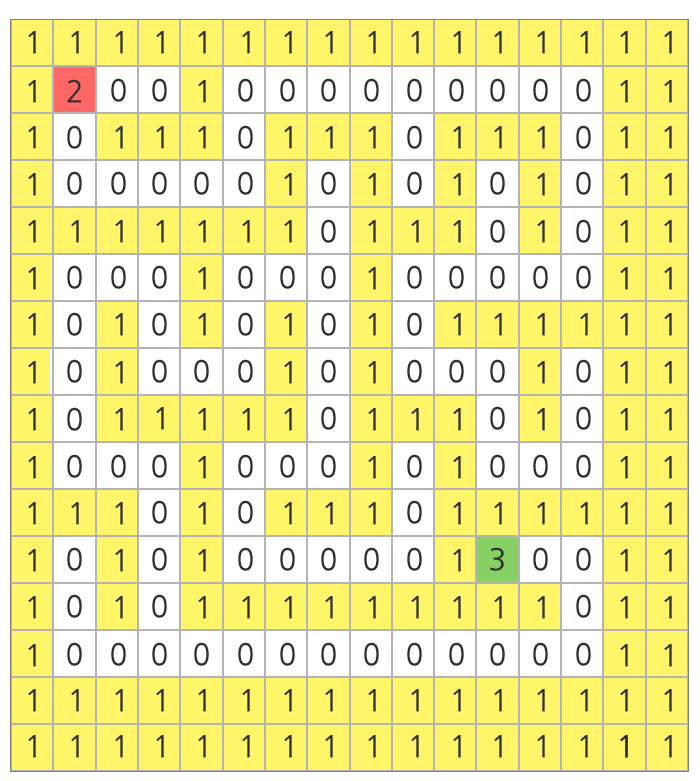 1 1 1 1 1 1 1 1 1 1 1 1 1 1 1 1
1 2 0 0 1 0 0 0 0 0 0 0 0 0 1 1
1 0 1 1 1 0 1 1 1 0 1 1 1 0 1 1
1 0 0 0 0 0 1 0 1 0 1 0 1 0 1 1
1 1 1 1 1 1 1 0 1 1 1 0 1 0 1 1
1 0 0 0 1 0 0 0 1 0 0 0 0 0 1 1
1 0 1 0 1 0 1 0 1 0 1 1 1 1 1 1
1 0 1 0 0 0 1 0 1 0 0 0 1 0 1 1
1 0 1 1 1 1 1 0 1 1 1 0 1 0 1 1
1 0 0 0 1 0 0 0 1 0 1 0 0 0 1 1
1 1 1 0 1 0 1 1 1 0 1 1 1 1 1 1
1 0 1 0 1 0 0 0 0 0 1 3 0 0 1 1
1 0 1 0 1 1 1 1 1 1 1 1 1 0 1 1
1 0 0 0 0 0 0 0 0 0 0 0 0 0 1 1
1 1 1 1 1 1 1 1 1 1 1 1 1 1 1 1
1 1 1 1 1 1 1 1 1 1 1 1 1 1 1 1